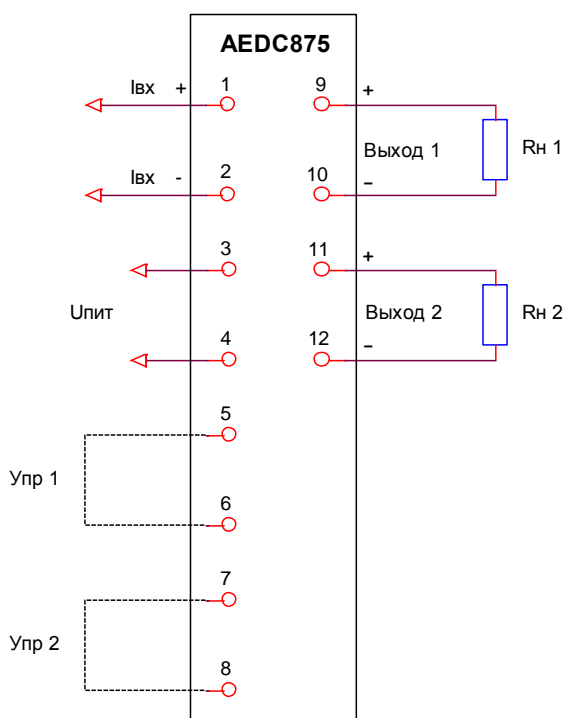 AEDC875
Iвх + 1 9 +
Выход 1 Rн 1
Iвх - 2 10 –
3 11 +
Uпит Выход 2 Rн 2
4 12 –
5
Упр 1
6
7
Упр 2
8